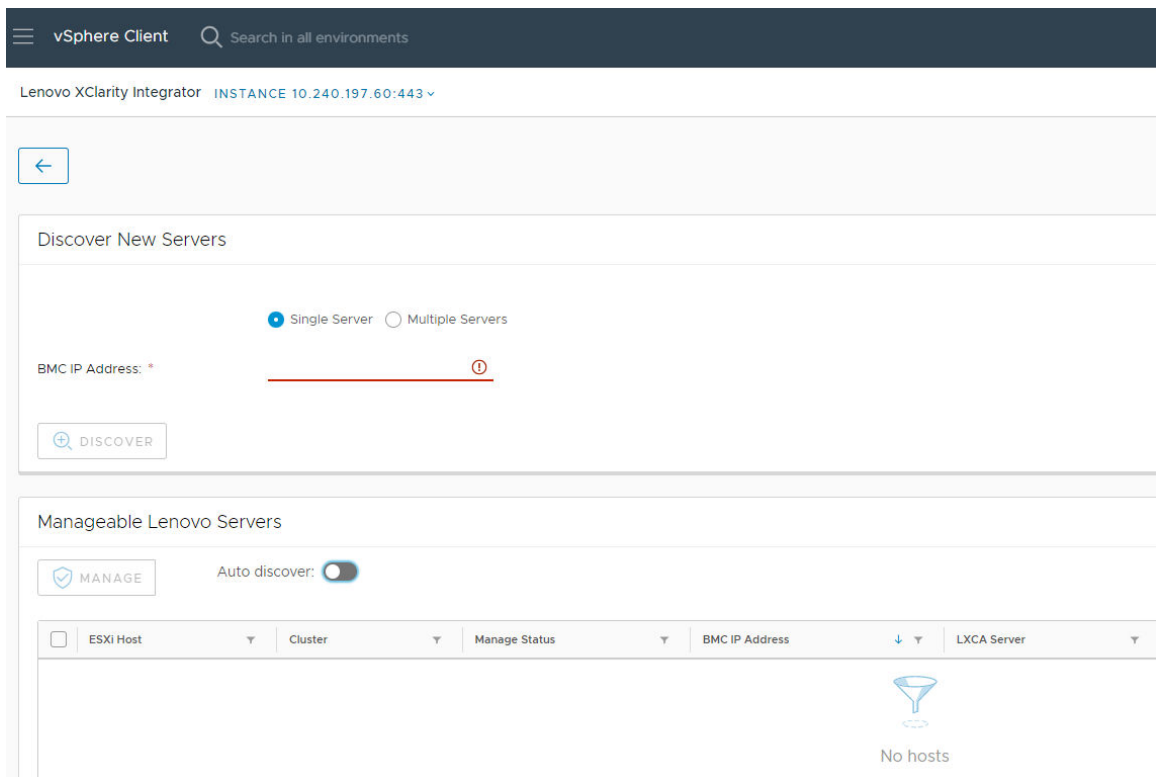 vSphere Client Search in all environments
Lenovo XClarity Integrator INSTANCE 10.240.197.60:443
Discover New Servers
Single Server Multiple Servers
BMC IP Address: *
DISCOVER
Manageable Lenovo Servers
MANAGE Auto discover:
ESXi Host Cluster Manage Status BMC IP Address LXCA Server
No hosts